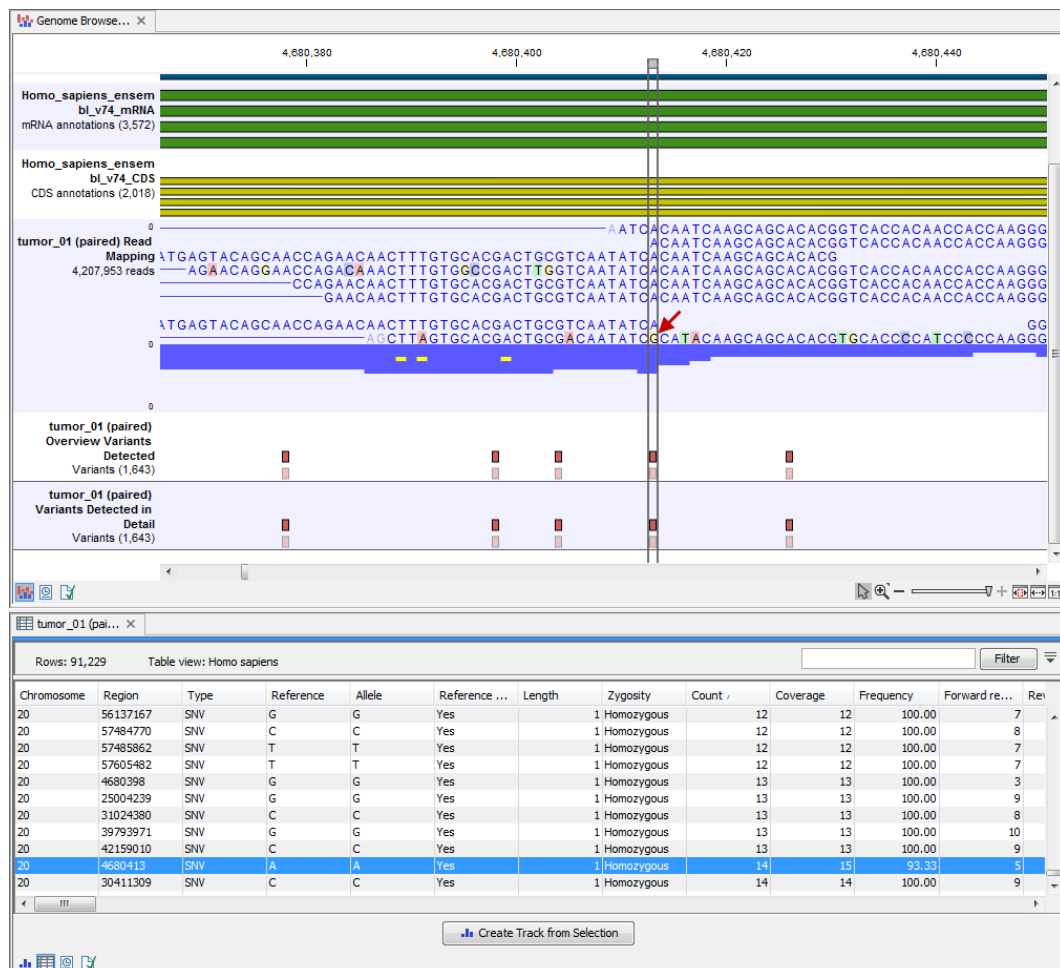 Genome Browse...
4,680,380 4,680,400 4,680,420 4,680,440
Homo_sapiens_ensem
bl_v74_mRNA
mRNA annotations (3,572)
Homo_sapiens_ensem
bl_v74_CDS
CDS annotations (2,018)
0
AATCACAATCAAGCAGCACACGGTCACCACAACCACCAAGGG
tumor_01 (paired) Read
Mapping
4,207,953 reads
ACAATCAAGCAGCACACGGTCACCACAACCACCAAGGG
ATGAGTACAGCAACCAGAACAACTTTGTGCACGACTGCGTCAATATCACAATCAAGCAGCACACG
AGAACAGGAACCAGACAAACTTTGTGCGCCGACTTGGTCAATATCACAATCAAGCAGCACACGGTCACCACAACCACCAAGGG
CCAGAACAACTTTGTGCACGACTGCGTCAATATCACAATCAAGCAGCACACGGTCACCACAACCACCAAGGG
GAACAACTTTGTGCACGACTGCGTCAATATCACAATCAAGCAGCACACGGTCACCACAACCACCAAGGG
ATGAGTACAGCAACCAGAACAACTTTGTGCACGACTGCGTCAATATCA GG
AGCTTAGTGCACGACTGCGACAATATCGCATACAAGCAGCACACGTGCACCCCATCCCCCAAGGG
0
0
tumor_01 (paired)
Overview Variants
Detected
Variants (1,643)
tumor_01 (paired)
Variants Detected in
Detail
Variants (1,643)
1:1
tumor_01 (pai...
Rows: 91,229 Table view: Homo sapiens Filter
Chromosome Region Type Reference Allele Reference ... Length Zygosity Count Coverage Frequency Forward re... Rev
20 56137167 SNV G G Yes 1 Homozygous 12 12 100.00 7
20 57484770 SNV C C Yes 1 Homozygous 12 12 100.00 8
20 57485862 SNV T T Yes 1 Homozygous 12 12 100.00 7
20 57605482 SNV T T Yes 1 Homozygous 12 12 100.00 7
20 4680398 SNV G G Yes 1 Homozygous 13 13 100.00 3
20 25004239 SNV G G Yes 1 Homozygous 13 13 100.00 9
20 31024380 SNV C C Yes 1 Homozygous 13 13 100.00 8
20 39793971 SNV G G Yes 1 Homozygous 13 13 100.00 10
20 42159010 SNV C C Yes 1 Homozygous 13 13 100.00 9
20 4680413 SNV A A Yes 1 Homozygous 14 15 93.33 5
20 30411309 SNV C C Yes 1 Homozygous 14 14 100.00 9
Create Track from Selection